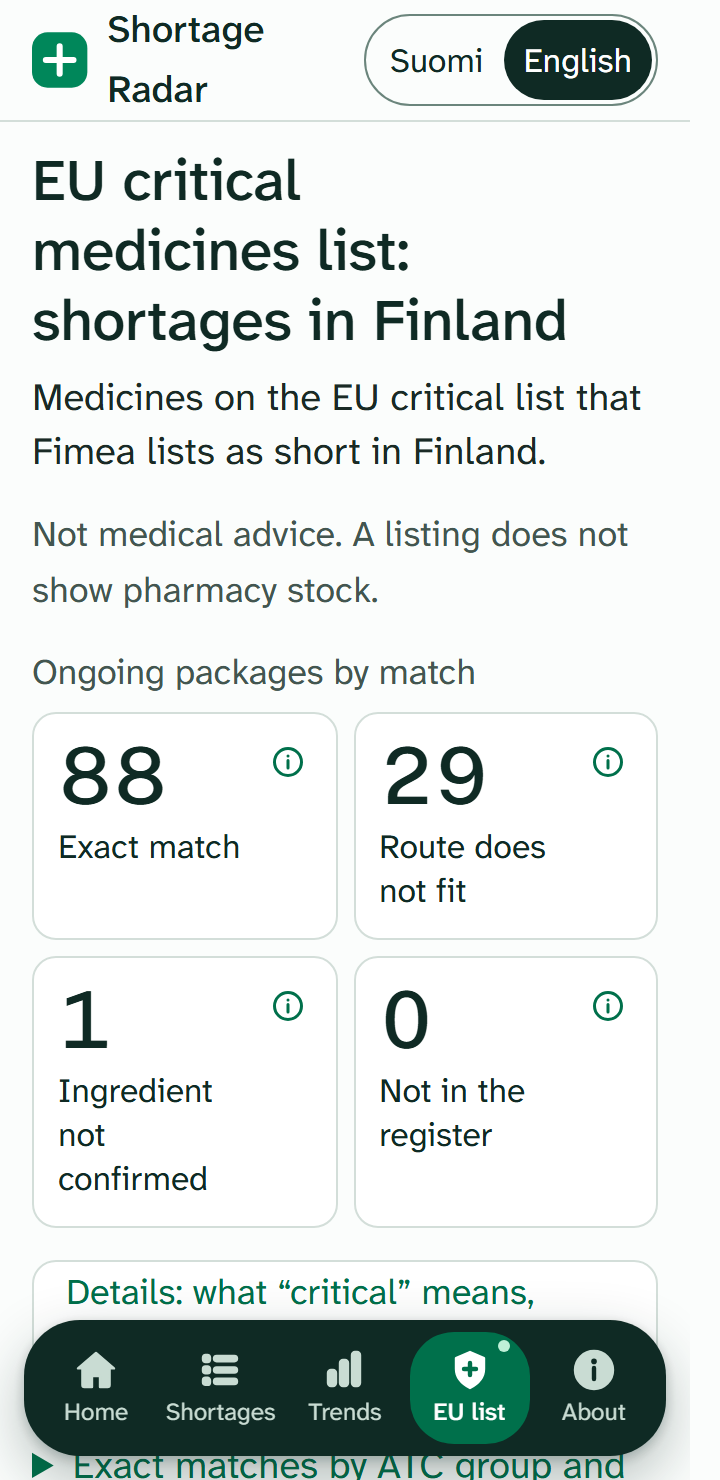 Shortage
Radar
Suomi
English
EU critical
medicines list:
shortages in Finland
Medicines on the EU critical list that
Fimea lists as short in Finland.
Not medical advice. A listing does not
show pharmacy stock.
Ongoing packages by match
88
Exact match
29
Route does
not fit
1
Ingredient
not
confirmed
0
Not in the
register
Details: what “critical” means,
Home
Shortages
Trends
EU list
About
Exact matches by ATC group and